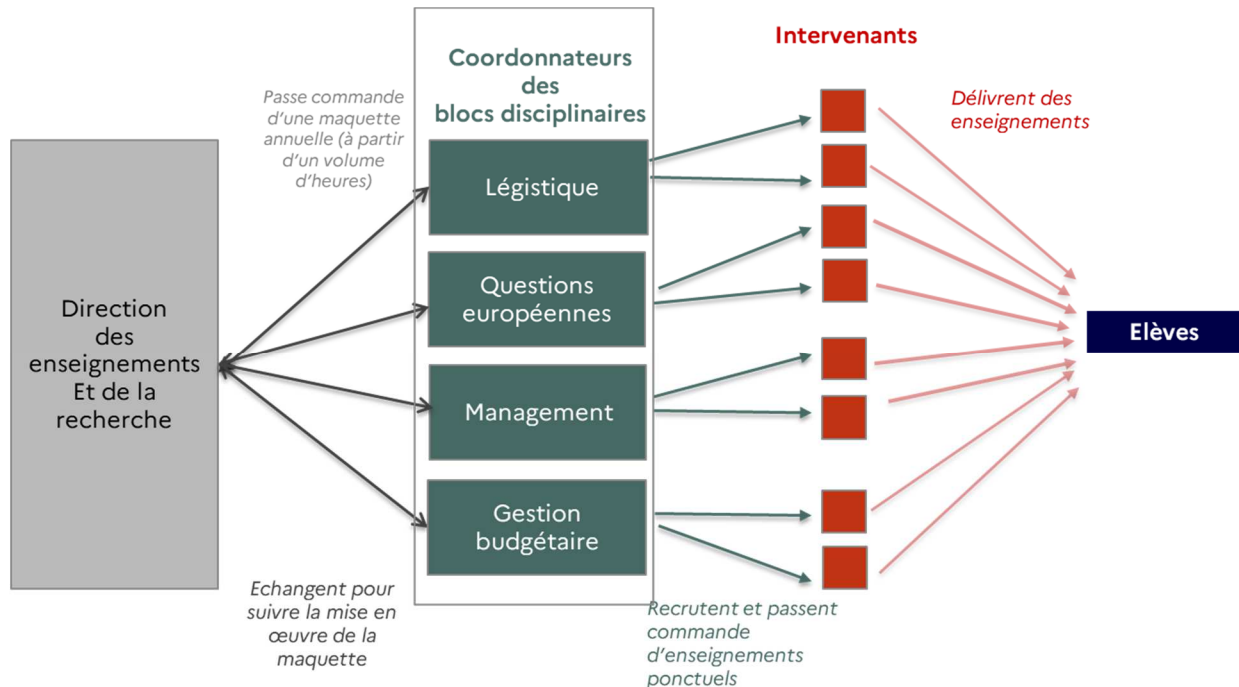 Passe commande
d'une maquette
annuelle (à partir
d'un volume
d'heures)
Direction
des
enseignements
Et de la
recherche
Echangent pour
suivre la mise en
œuvre de la
maquette
Coordonnateurs
des
blocs disciplinaires
Légistique
Questions
européennes
Management
Gestion
budgétaire
Recrutent et passent
commande
d'enseignements
ponctuels
Intervenants
Délivrent des
enseignements
Elèves